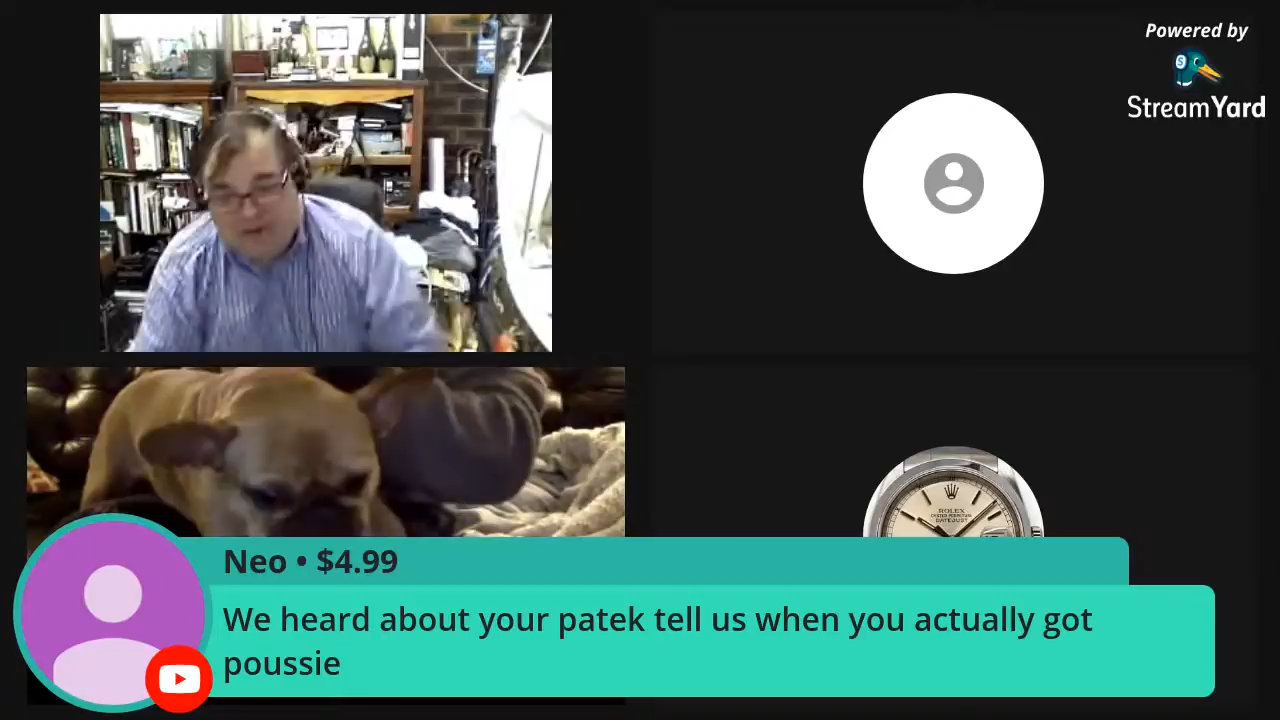 Powered by
StreamYard
ROLEX
OYSTER PERPETUAL
DATEJUST
Neo • $4.99
We heard about your patek tell us when you actually got
poussie